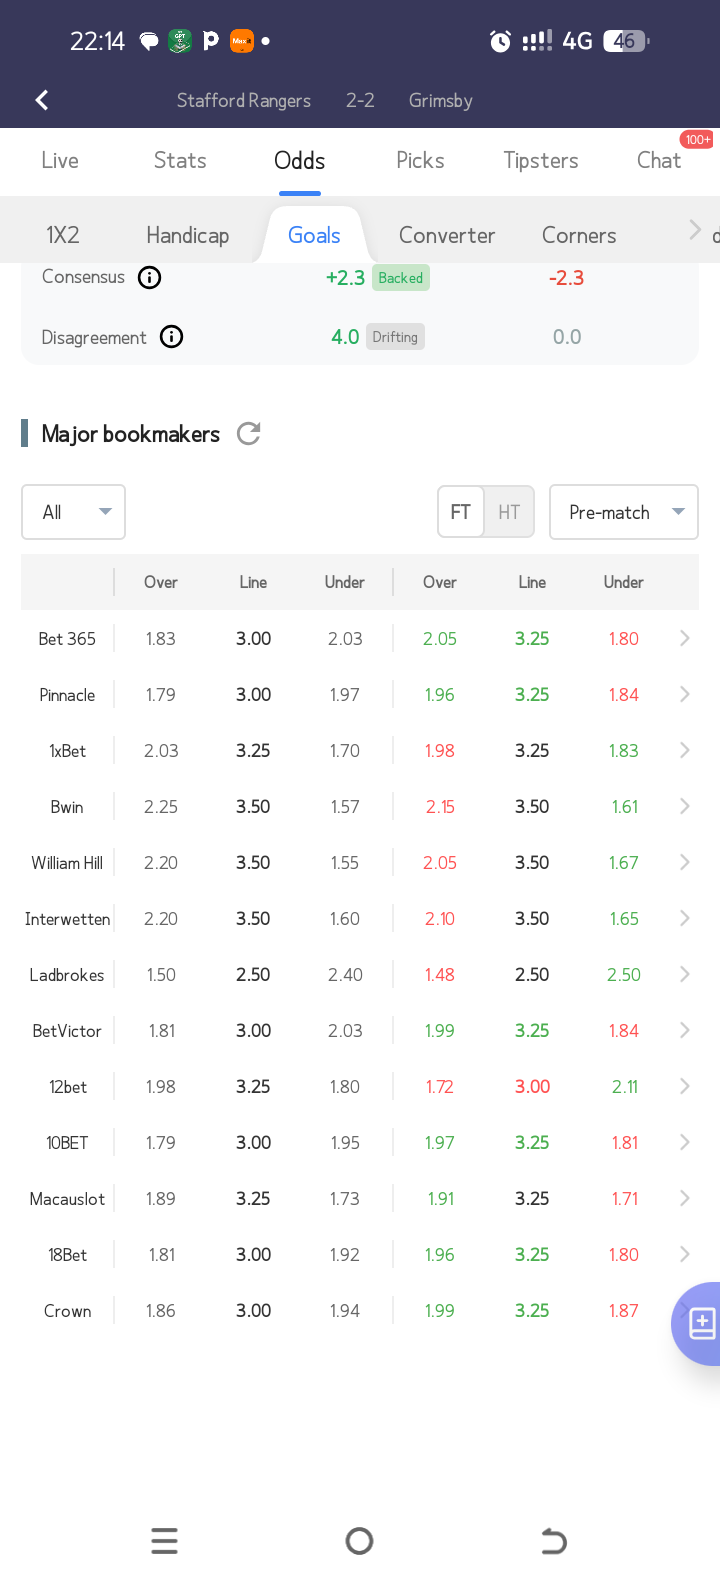 22:14 4G 46
Stafford Rangers 2-2 Grimsby
Live Stats Odds Picks Tipsters Chat 100+
1X2 Handicap Goals Converter Corners
Consensus +2.3 Backed -2.3
Disagreement 4.0 Drifting 0.0
Major bookmakers
All FT HT Pre-match
Over Line Under Over Line Under
Bet 365 1.83 3.00 2.03 2.05 3.25 1.80
Pinnacle 1.79 3.00 1.97 1.96 3.25 1.84
1xBet 2.03 3.25 1.70 1.98 3.25 1.83
Bwin 2.25 3.50 1.57 2.15 3.50 1.61
William Hill 2.20 3.50 1.55 2.05 3.50 1.67
Interwetten 2.20 3.50 1.60 2.10 3.50 1.65
Ladbrokes 1.50 2.50 2.40 1.48 2.50 2.50
BetVictor 1.81 3.00 2.03 1.99 3.25 1.84
12bet 1.98 3.25 1.80 1.72 3.00 2.11
10BET 1.79 3.00 1.95 1.97 3.25 1.81
Macauslot 1.89 3.25 1.73 1.91 3.25 1.71
18Bet 1.81 3.00 1.92 1.96 3.25 1.80
Crown 1.86 3.00 1.94 1.99 3.25 1.87